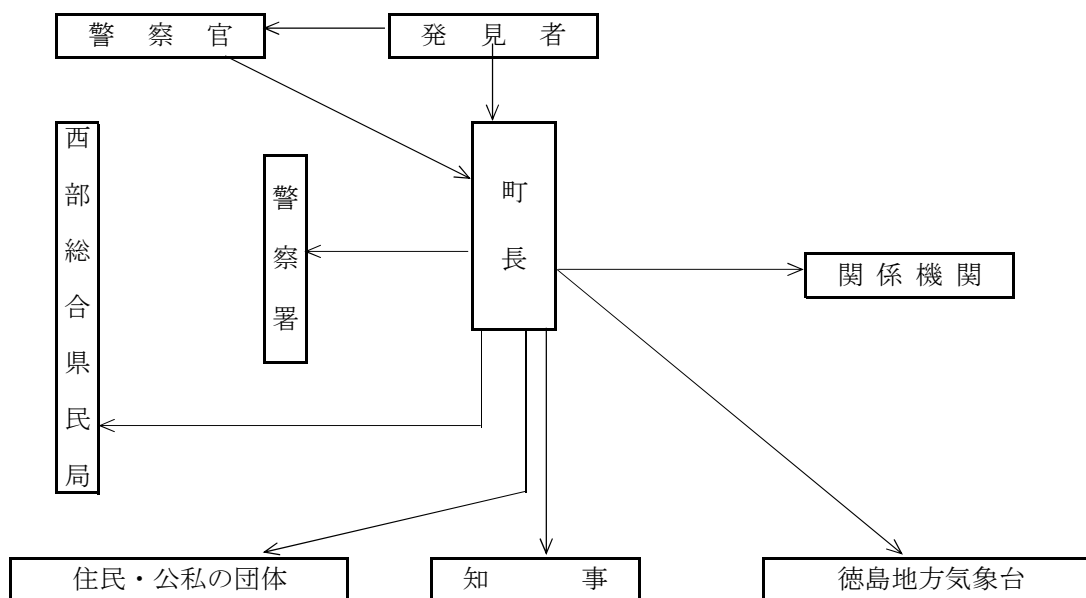 警察官
発見者
西部総合県民局
警察署
町長
関係機関
住民・公私の団体
知事
徳島地方気象台